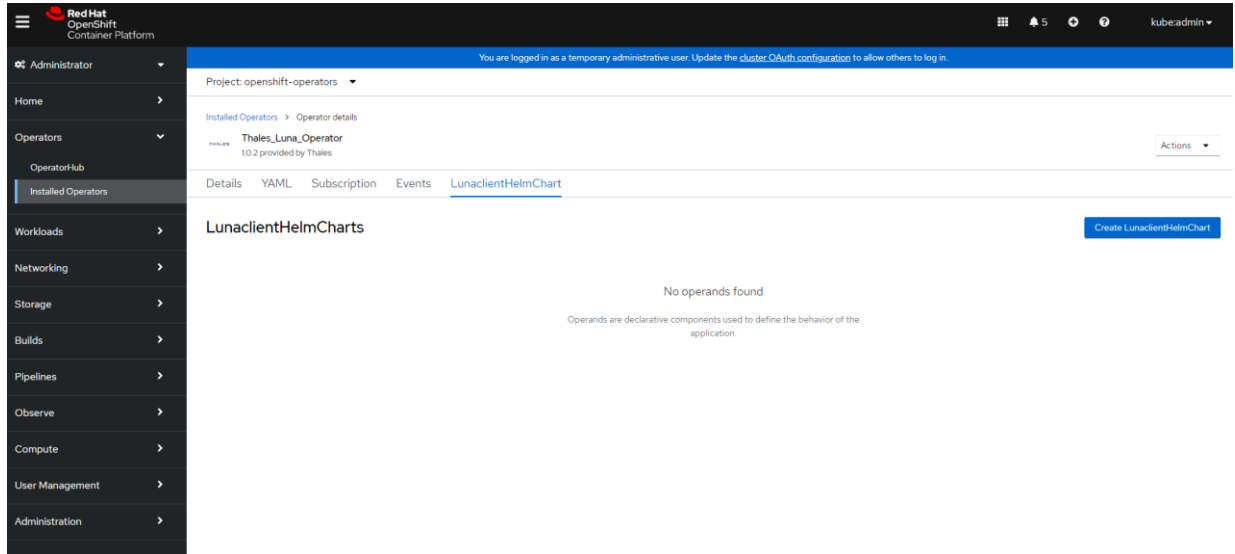 Red Hat
OpenShift
Container Platform
5
kube:admin
Administrator
You are logged in as a temporary administrative user. Update the cluster OAuth configuration to allow others to log in.
Project: openshift-operators
Home
Installed Operators > Operator details
Operators
THALES
Thales_Luna_Operator
1.0.2 provided by Thales
Actions
OperatorHub
Installed Operators
Details YAML Subscription Events LunaclientHelmChart
Workloads
LunaclientHelmCharts
Create LunaclientHelmChart
Networking
Storage
No operands found
Operands are declarative components used to define the behavior of the
application.
Builds
Pipelines
Observe
Compute
User Management
Administration